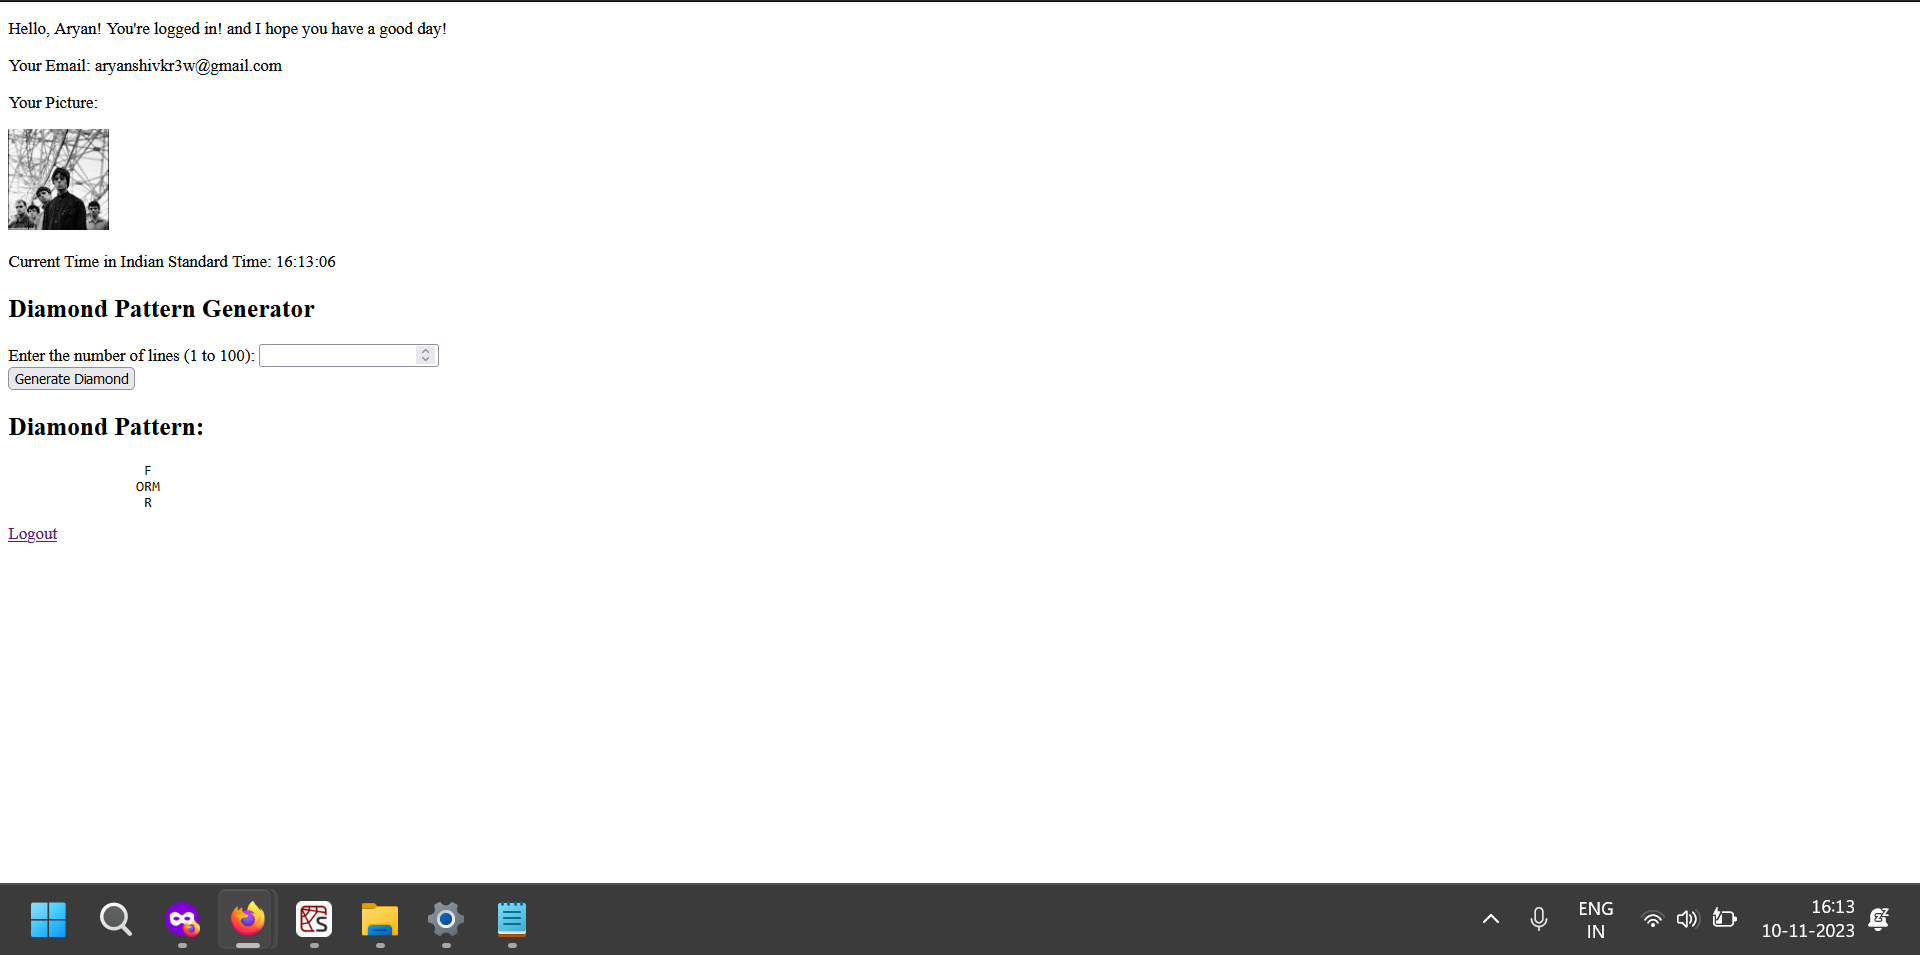 Hello, Aryan! You're logged in! and I hope you have a good day!
Your Email: aryanshivkr3w@gmail.com
Your Picture:
Current Time in Indian Standard Time: 16:13:06
Diamond Pattern Generator
Enter the number of lines (1 to 100):
Generate Diamond
Diamond Pattern:
F
ORM
R
Logout
ENG
IN
16:13
10-11-2023